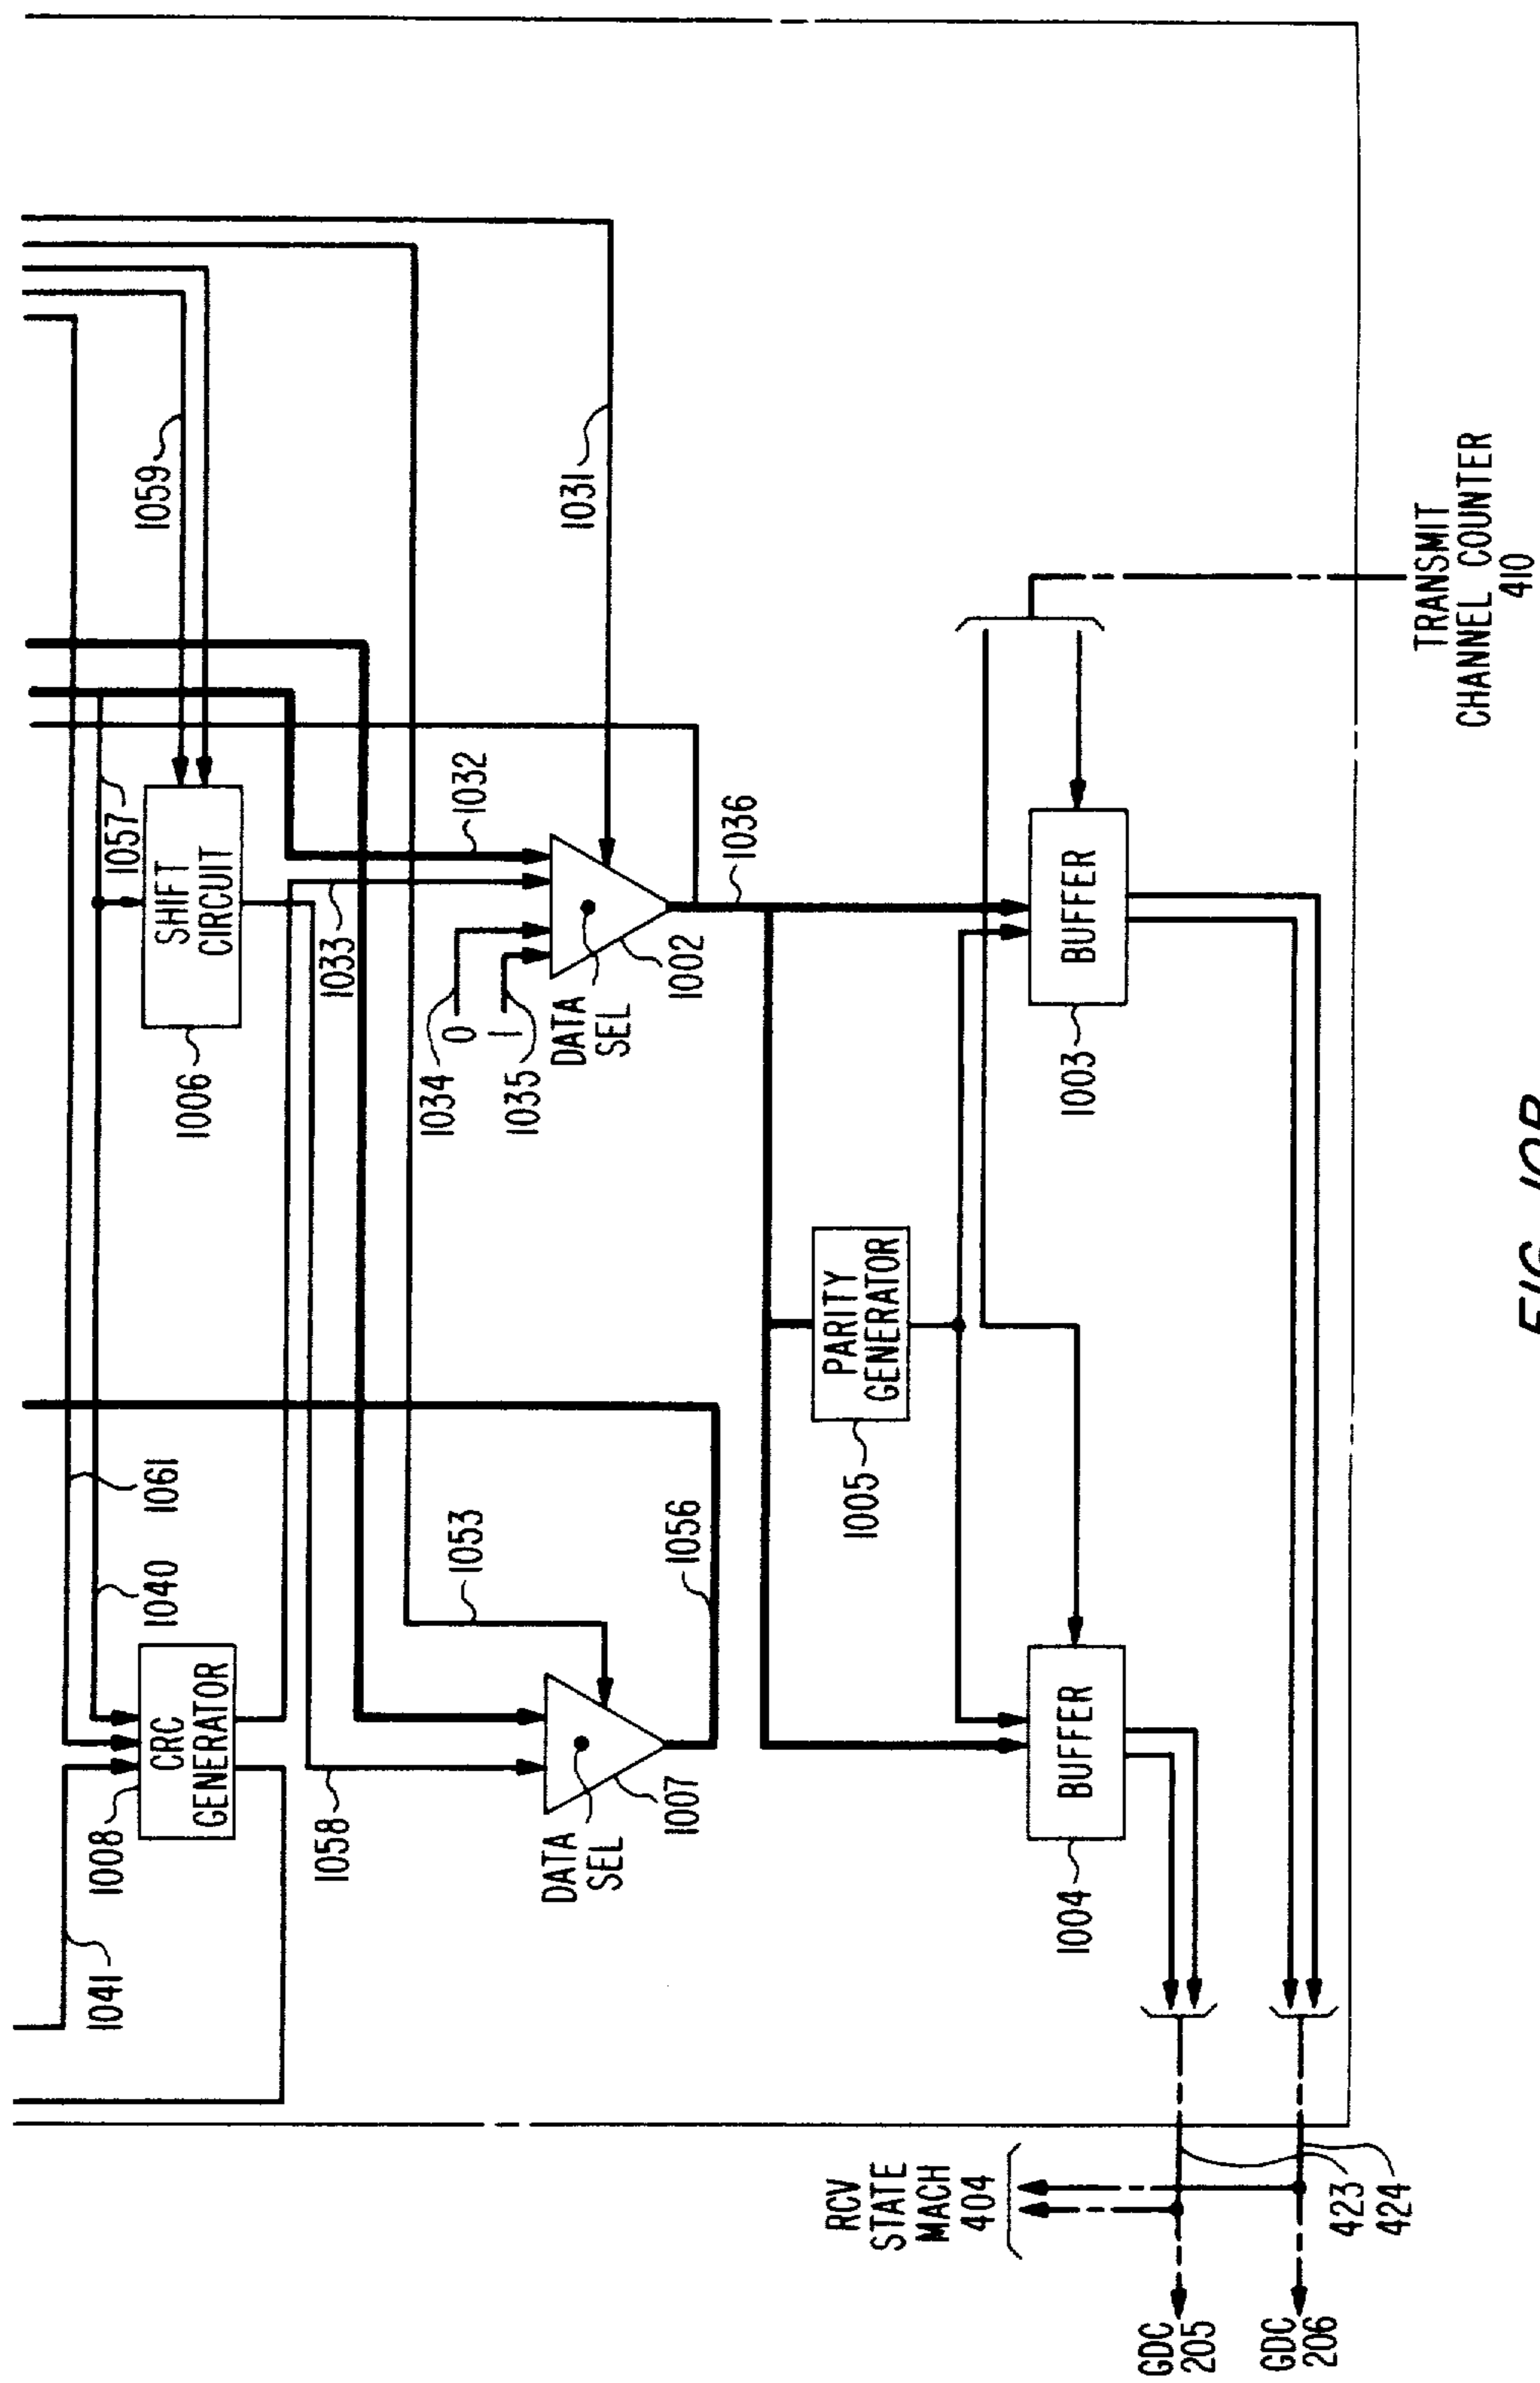 1041
1008
CRC
GENERATOR
1040
1061
1006
SHIFT
CIRCUIT
1057
1059
1058
1033
1053
1034
0
1035
1
1032
1031
DATA
SEL
1007
1056
DATA
SEL
1002
1036
1005
PARITY
GENERATOR
1004
BUFFER
1003
BUFFER
RCV
STATE
MACH
404
GDC
205
GDC
206
423
424
TRANSMIT
CHANNEL COUNTER
410
FIG. 10B